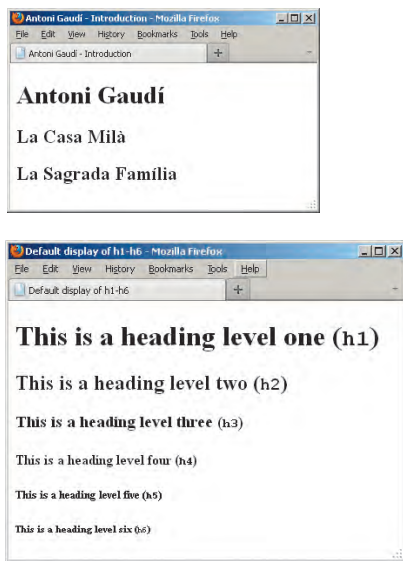 Antoni Gaudí - Introduction - Mozilla Firefox
File Edit View History Bookmarks Tools Help
Antoni Gaudí - Introduction
Antoni Gaudí
La Casa Milà
La Sagrada Família
Default display of h1-h6 - Mozilla Firefox
File Edit View History Bookmarks Tools Help
Default display of h1-h6
This is a heading level one (h1)
This is a heading level two (h2)
This is a heading level three (h3)
This is a heading level four (h4)
This is a heading level five (h5)
This is a heading level six (h6)